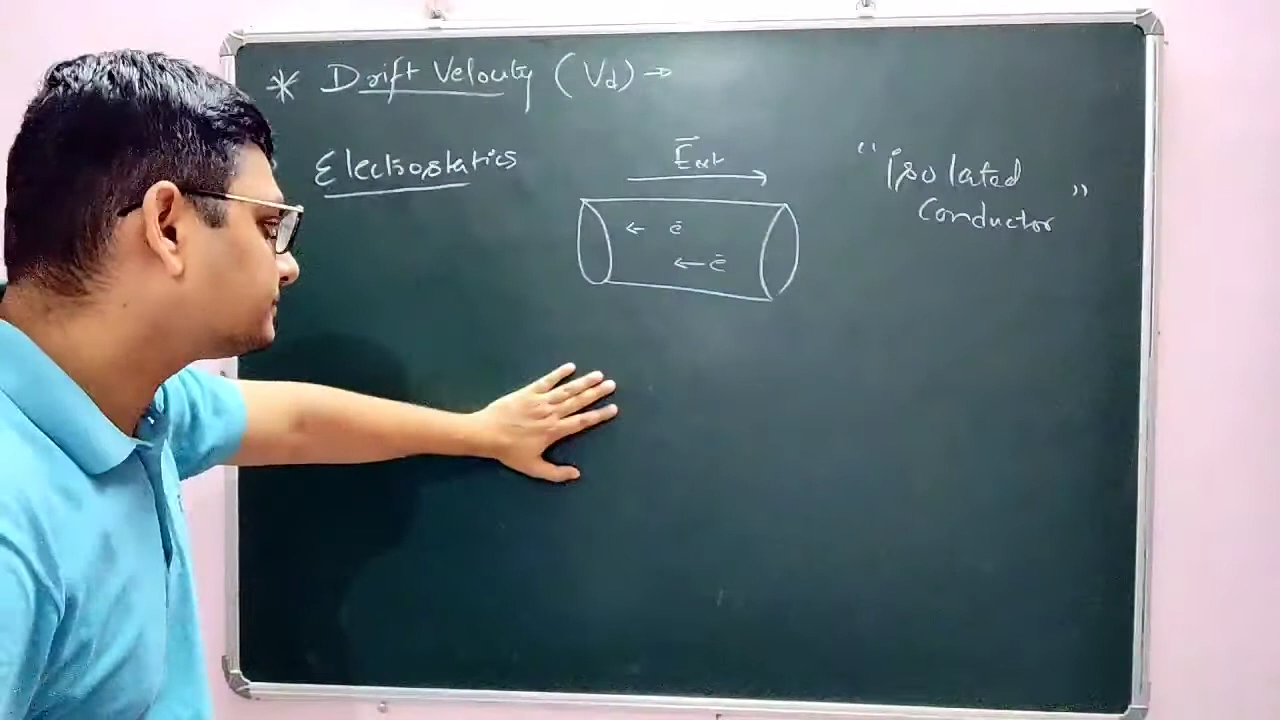 * Drift Velocity (Vd) →
Electrostatics
E⃗ext
"Isolated
Conductor"
← ē
← ē